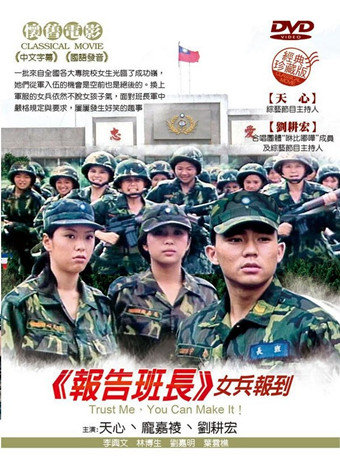 懷舊電影
CLASSICAL MOVIE
《中文字幕》《國語發音》
DVD
VIDEO
經典
珍藏版
一批來自全國各大專院校女生光臨了成功嶺，
她們從軍入伍的機會是空前也是絕後的。換上
軍服的女兵依然不脫女孩子氣，面對班長軍中
嚴格規定與要求，屢屢發生好笑的趣事
【天心】
綜藝節目主持人
【劉耕宏】
合唱團體"咻比嘟嘩"成員
及綜藝節目主持人
忠
愛
班長
《報告班長》女兵報到
Trust Me，You Can Make It！
主演：天心、龐嘉稜、劉耕宏
李興文 林博生 劉嘉明 葉雲樵